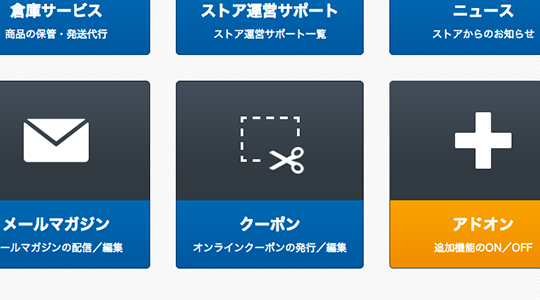 倉庫サービス
商品の保管・発送代行
ストア運営サポート
ストア運営サポート一覧
ニュース
ストアからのお知らせ
メールマガジン
ールマガジンの配信／編集
クーポン
オンラインクーポンの発行／編集
アドオン
追加機能のON／OFF